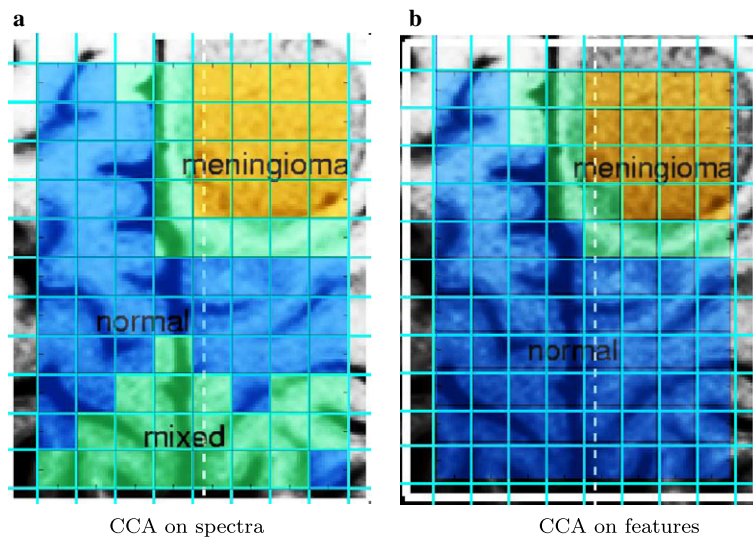 a
b
meningioma
meningioma
normal
normal
mixed
CCA on spectra
CCA on features